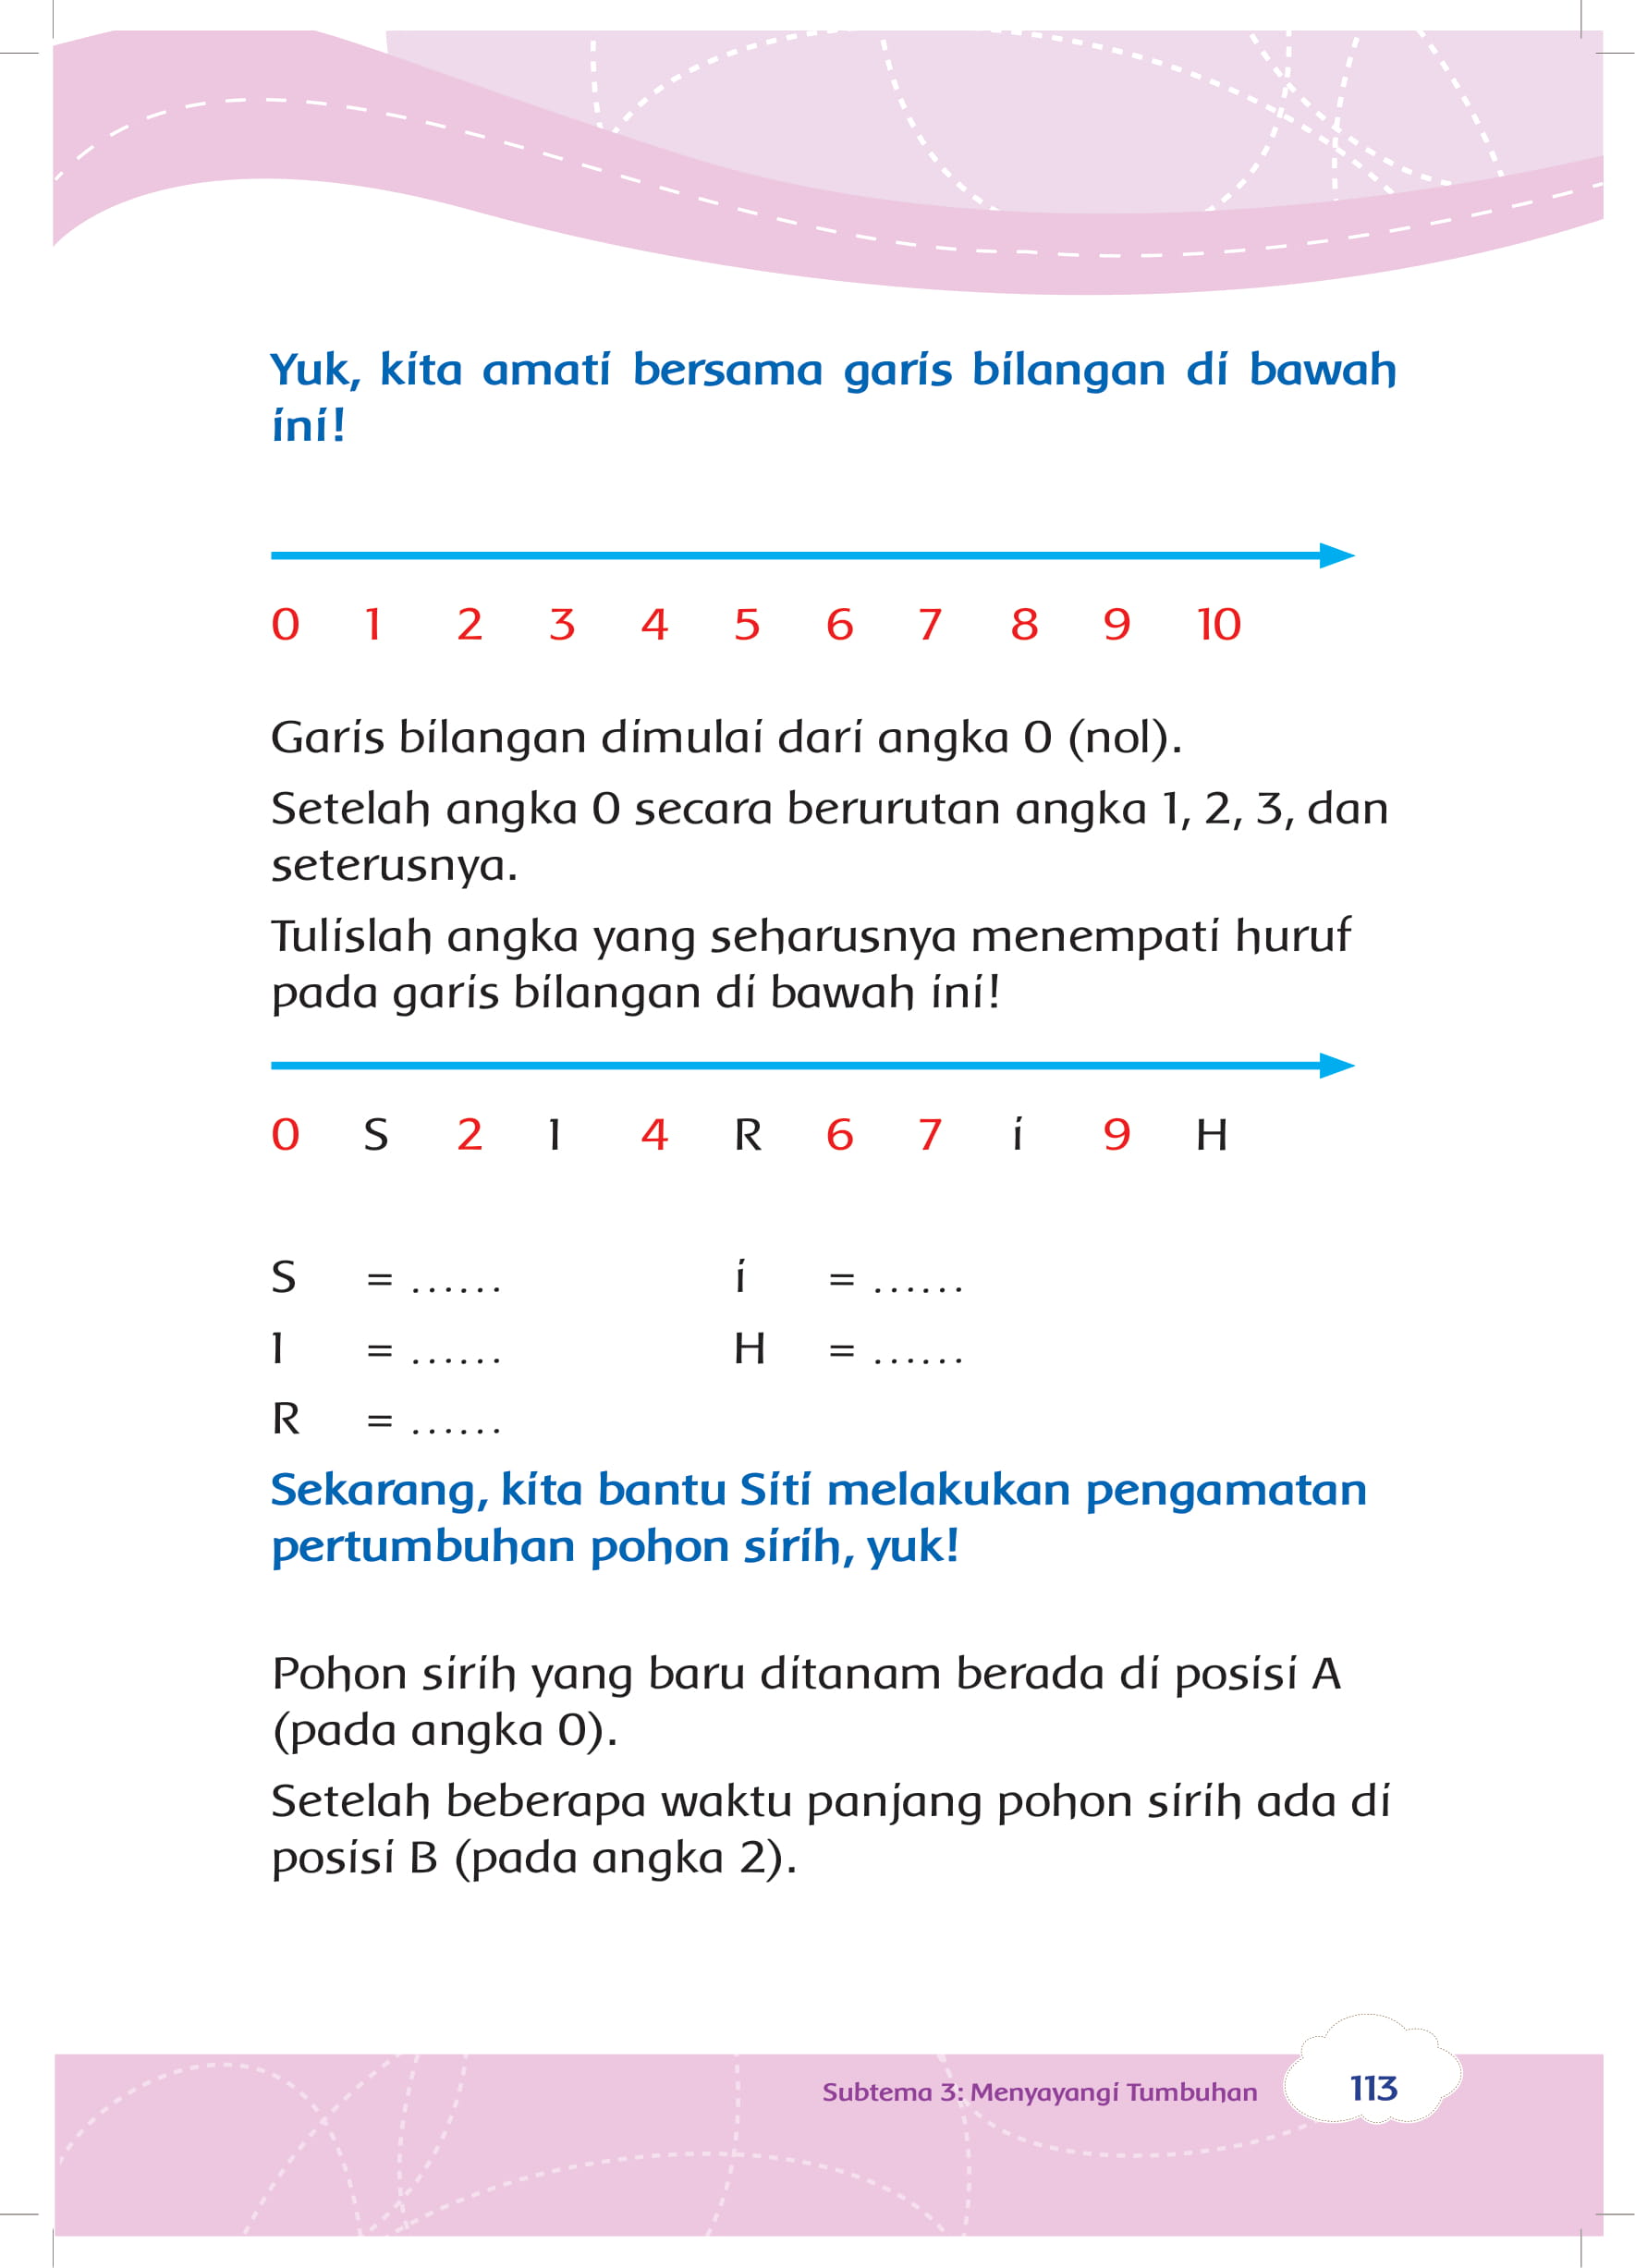 Yuk, kita amati bersama garis bilangan di bawah
ini!
0 1 2 3 4 5 6 7 8 9 10
Garis bilangan dimulai dari angka 0 (nol).
Setelah angka 0 secara berurutan angka 1, 2, 3, dan
seterusnya.
Tulislah angka yang seharusnya menempati huruf
pada garis bilangan di bawah ini!
0 S 2 I 4 R 6 7 i 9 H
S = ...... i = ......
I = ...... H = ......
R = ......
Sekarang, kita bantu Siti melakukan pengamatan
pertumbuhan pohon sirih, yuk!
Pohon sirih yang baru ditanam berada di posisi A
(pada angka 0).
Setelah beberapa waktu panjang pohon sirih ada di
posisi B (pada angka 2).
Subtema 3: Menyayangi Tumbuhan 113